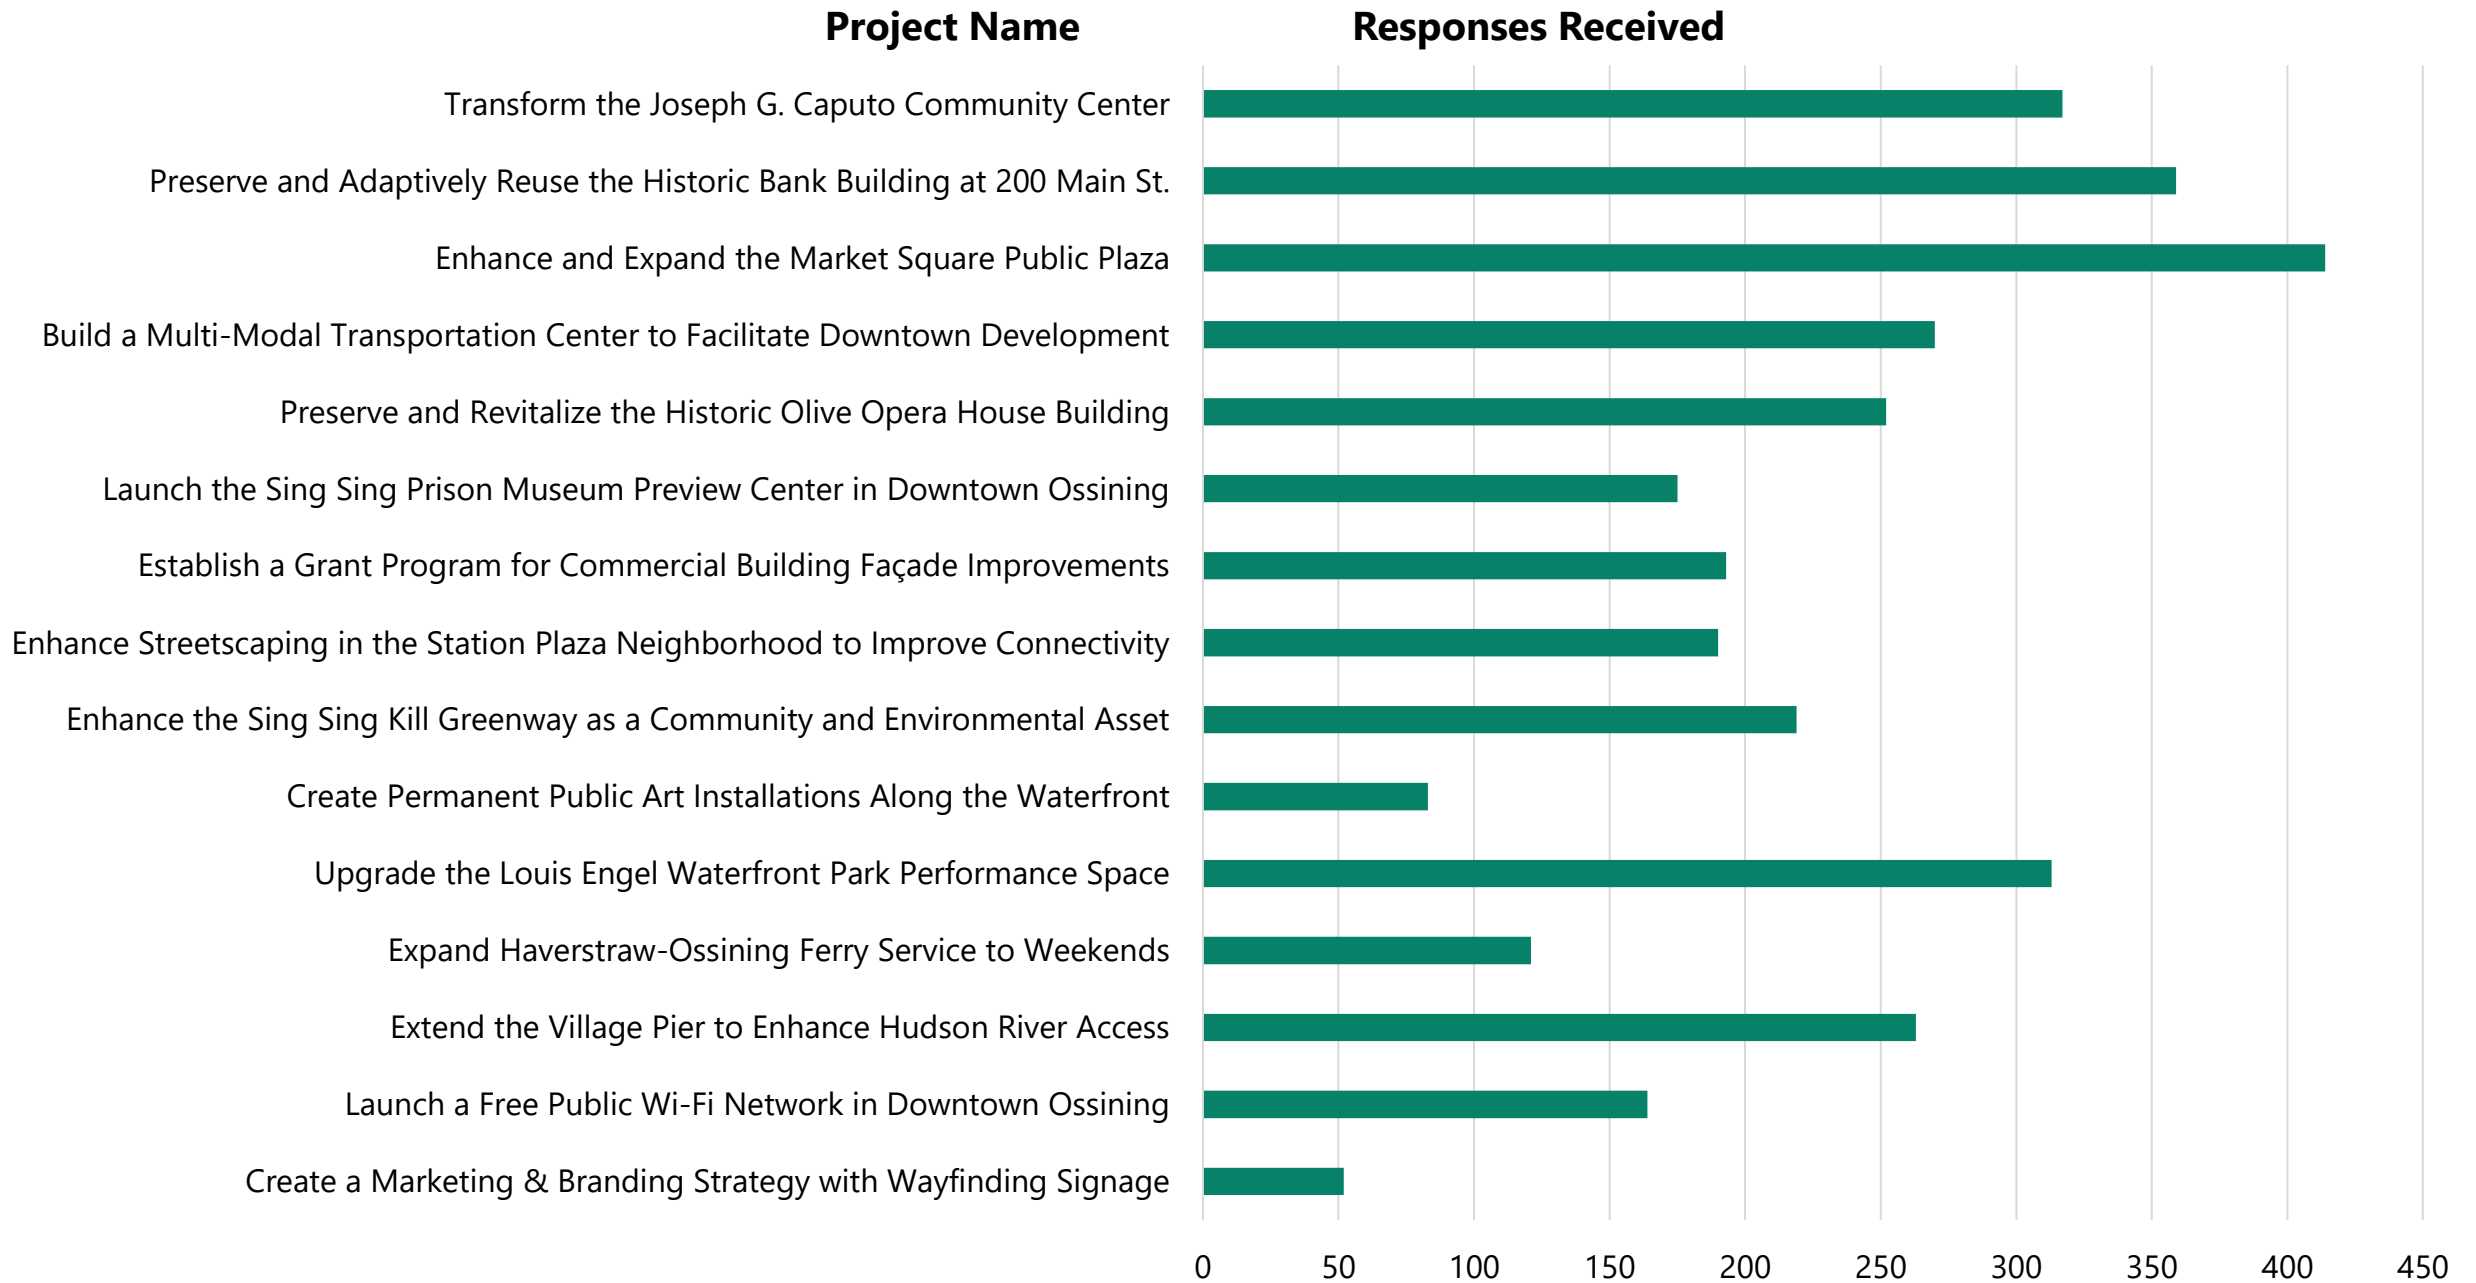 Project Name
Responses Received
Transform the Joseph G. Caputo Community Center
Preserve and Adaptively Reuse the Historic Bank Building at 200 Main St.
Enhance and Expand the Market Square Public Plaza
Build a Multi-Modal Transportation Center to Facilitate Downtown Development
Preserve and Revitalize the Historic Olive Opera House Building
Launch the Sing Sing Prison Museum Preview Center in Downtown Ossining
Establish a Grant Program for Commercial Building Façade Improvements
Enhance Streetscaping in the Station Plaza Neighborhood to Improve Connectivity
Enhance the Sing Sing Kill Greenway as a Community and Environmental Asset
Create Permanent Public Art Installations Along the Waterfront
Upgrade the Louis Engel Waterfront Park Performance Space
Expand Haverstraw-Ossining Ferry Service to Weekends
Extend the Village Pier to Enhance Hudson River Access
Launch a Free Public Wi-Fi Network in Downtown Ossining
Create a Marketing & Branding Strategy with Wayfinding Signage
0 50 100 150 200 250 300 350 400 450